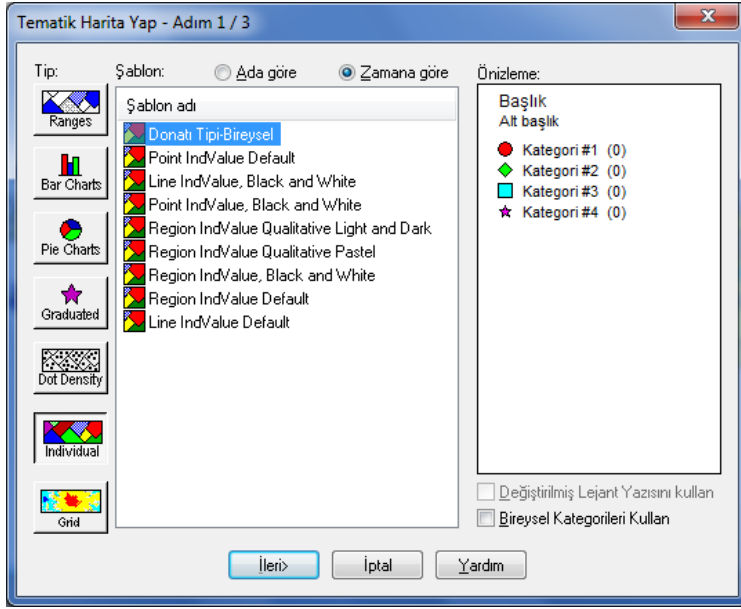 Tematik Harita Yap - Adım 1 / 3
Tip:
Şablon:
Ada göre
Zamana göre
Önizleme:
Ranges
Bar Charts
Pie Charts
Graduated
Dot Density
Individual
Grid
Şablon adı
Donatı Tipi-Bireysel
Point IndValue Default
Line IndValue, Black and White
Point IndValue, Black and White
Region IndValue Qualitative Light and Dark
Region IndValue Qualitative Pastel
Region IndValue, Black and White
Region IndValue Default
Line IndValue Default
Başlık
Alt başlık
Kategori #1 (0)
Kategori #2 (0)
Kategori #3 (0)
Kategori #4 (0)
Değiştirilmiş Lejant Yazısını kullan
Bireysel Kategorileri Kullan
İleri>
İptal
Yardım